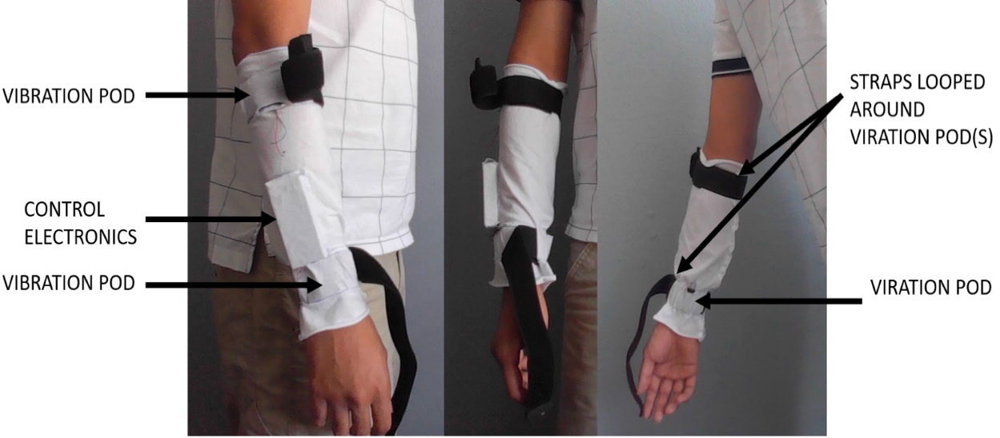 VIBRATION POD
CONTROL
ELECTRONICS
VIBRATION POD
STRAPS LOOPED
AROUND
VIRATION POD(S)
VIRATION POD